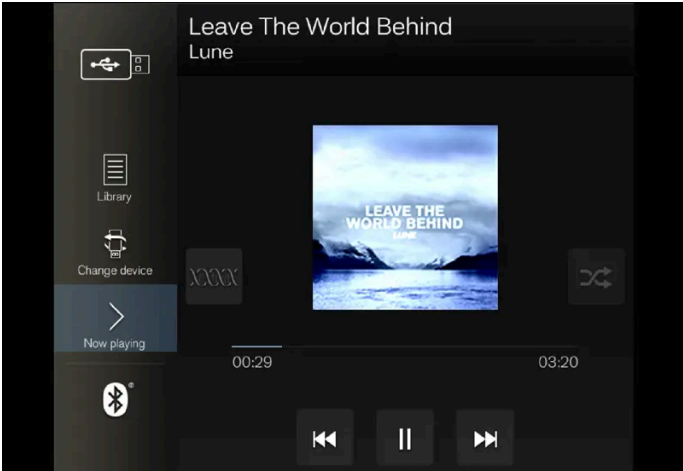 Leave The World Behind
Lune
Library
Change device
Now playing
LEAVE THE
WORLD BEHIND
LUNE
00:29
03:20